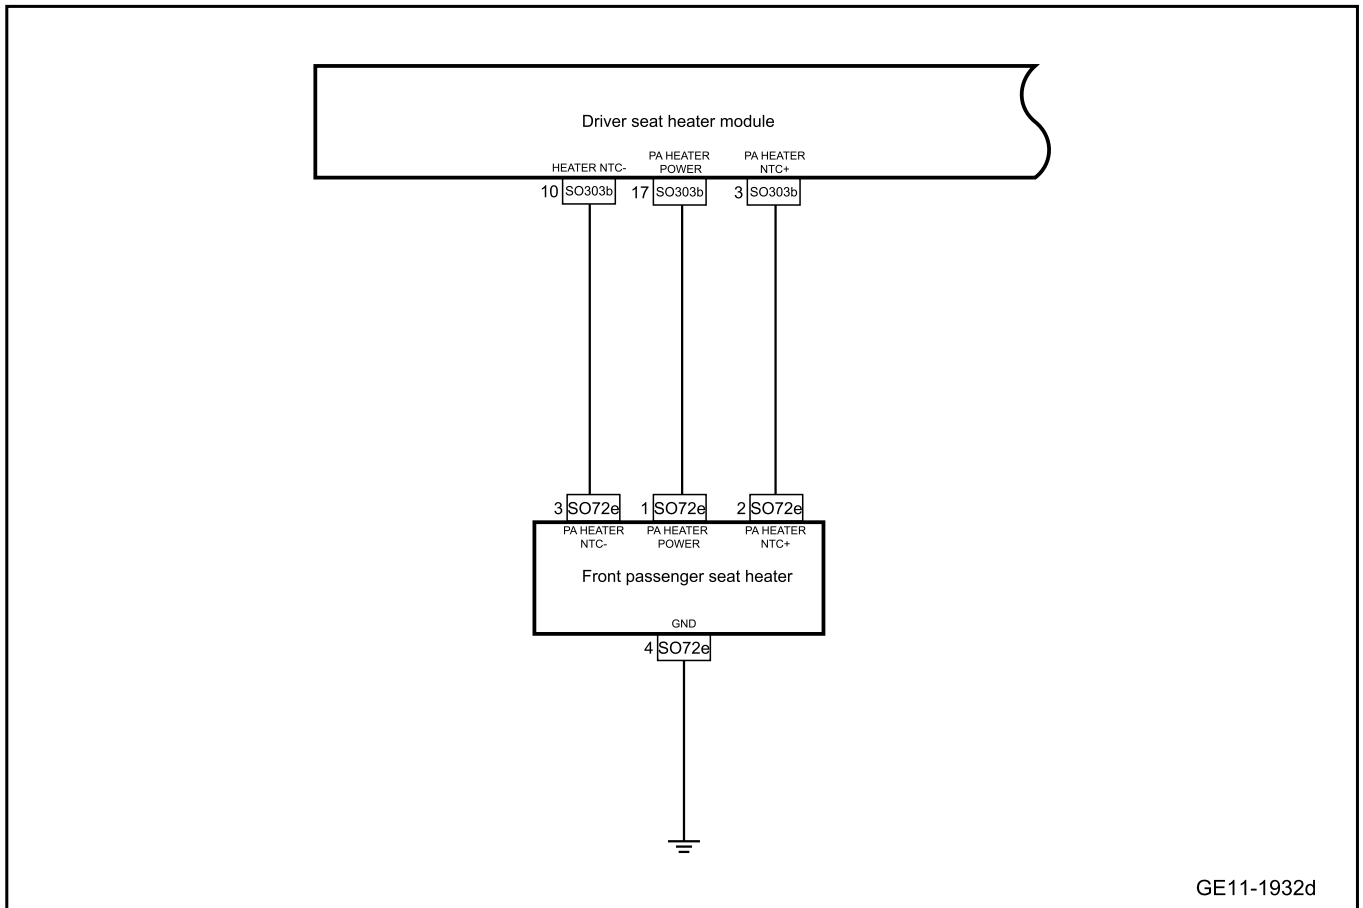 Driver seat heater module
HEATER NTC-
PA HEATER
POWER
PA HEATER
NTC+
10 SO303b
17 SO303b
3 SO303b
3 SO72e
1 SO72e
2 SO72e
PA HEATER
NTC-
PA HEATER
POWER
PA HEATER
NTC+
Front passenger seat heater
GND
4 SO72e
GE11-1932d